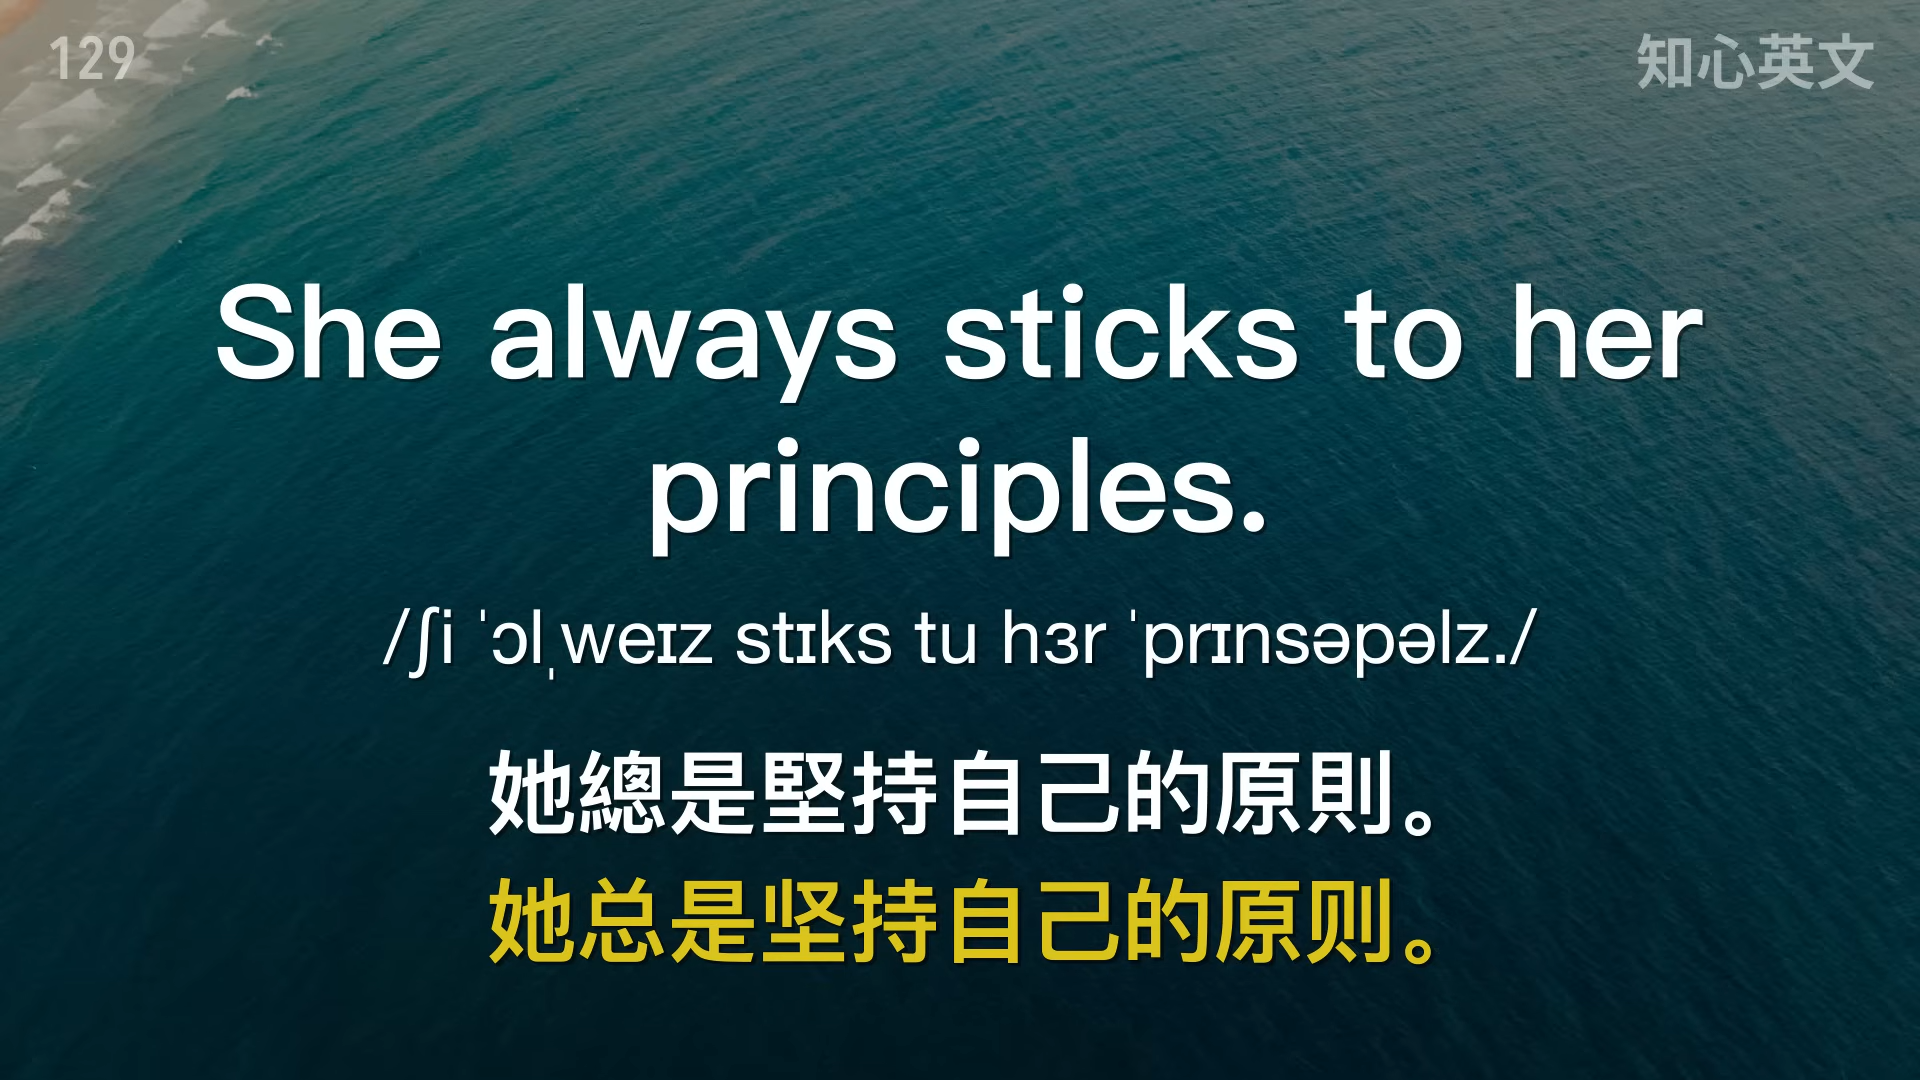 129
知心英文
She always sticks to her
principles.
/ʃi ˈɔlˌweɪz stɪks tu hɜr ˈprɪnsəpəlz./
她總是堅持自己的原則。
她总是坚持自己的原则。